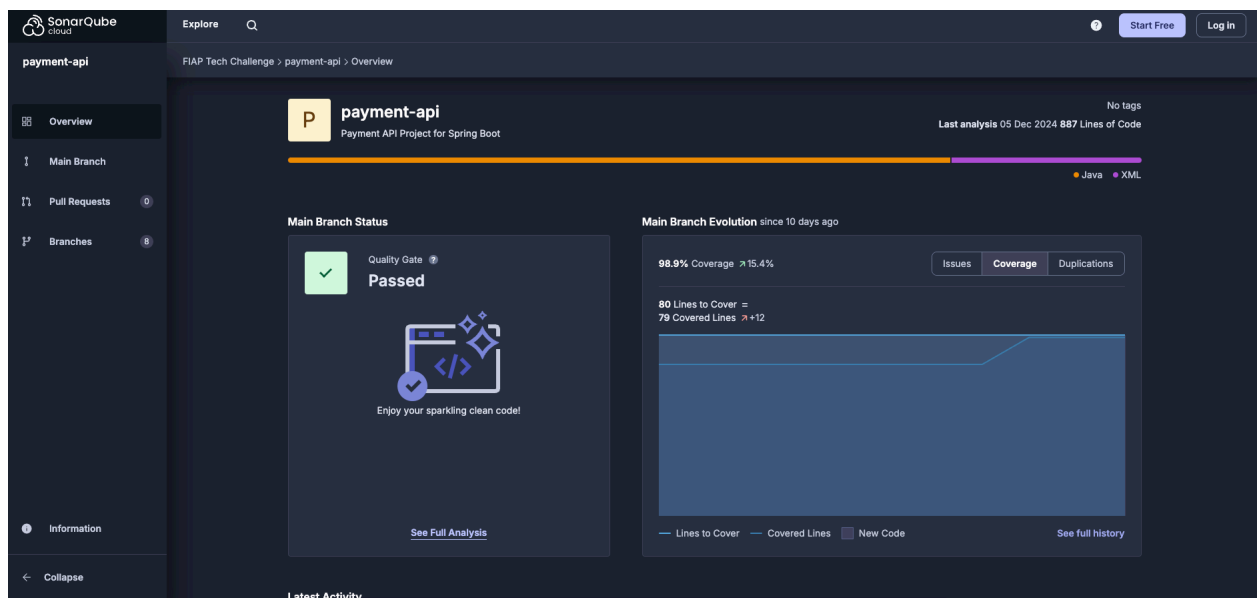 SonarQube
cloud
Explore
?
Start Free
Log in
payment-api
FIAP Tech Challenge > payment-api > Overview
Overview
Main Branch
Pull Requests 0
Branches 8
P
payment-api
Payment API Project for Spring Boot
No tags
Last analysis 05 Dec 2024 887 Lines of Code
Java XML
Main Branch Status
Quality Gate ?
Passed
</>
Enjoy your sparkling clean code!
See Full Analysis
Main Branch Evolution since 10 days ago
98.9% Coverage ↗ 15.4%
Issues Coverage Duplications
80 Lines to Cover =
79 Covered Lines ↗ +12
Lines to Cover Covered Lines New Code
See full history
Information
← Collapse
Latest Activity